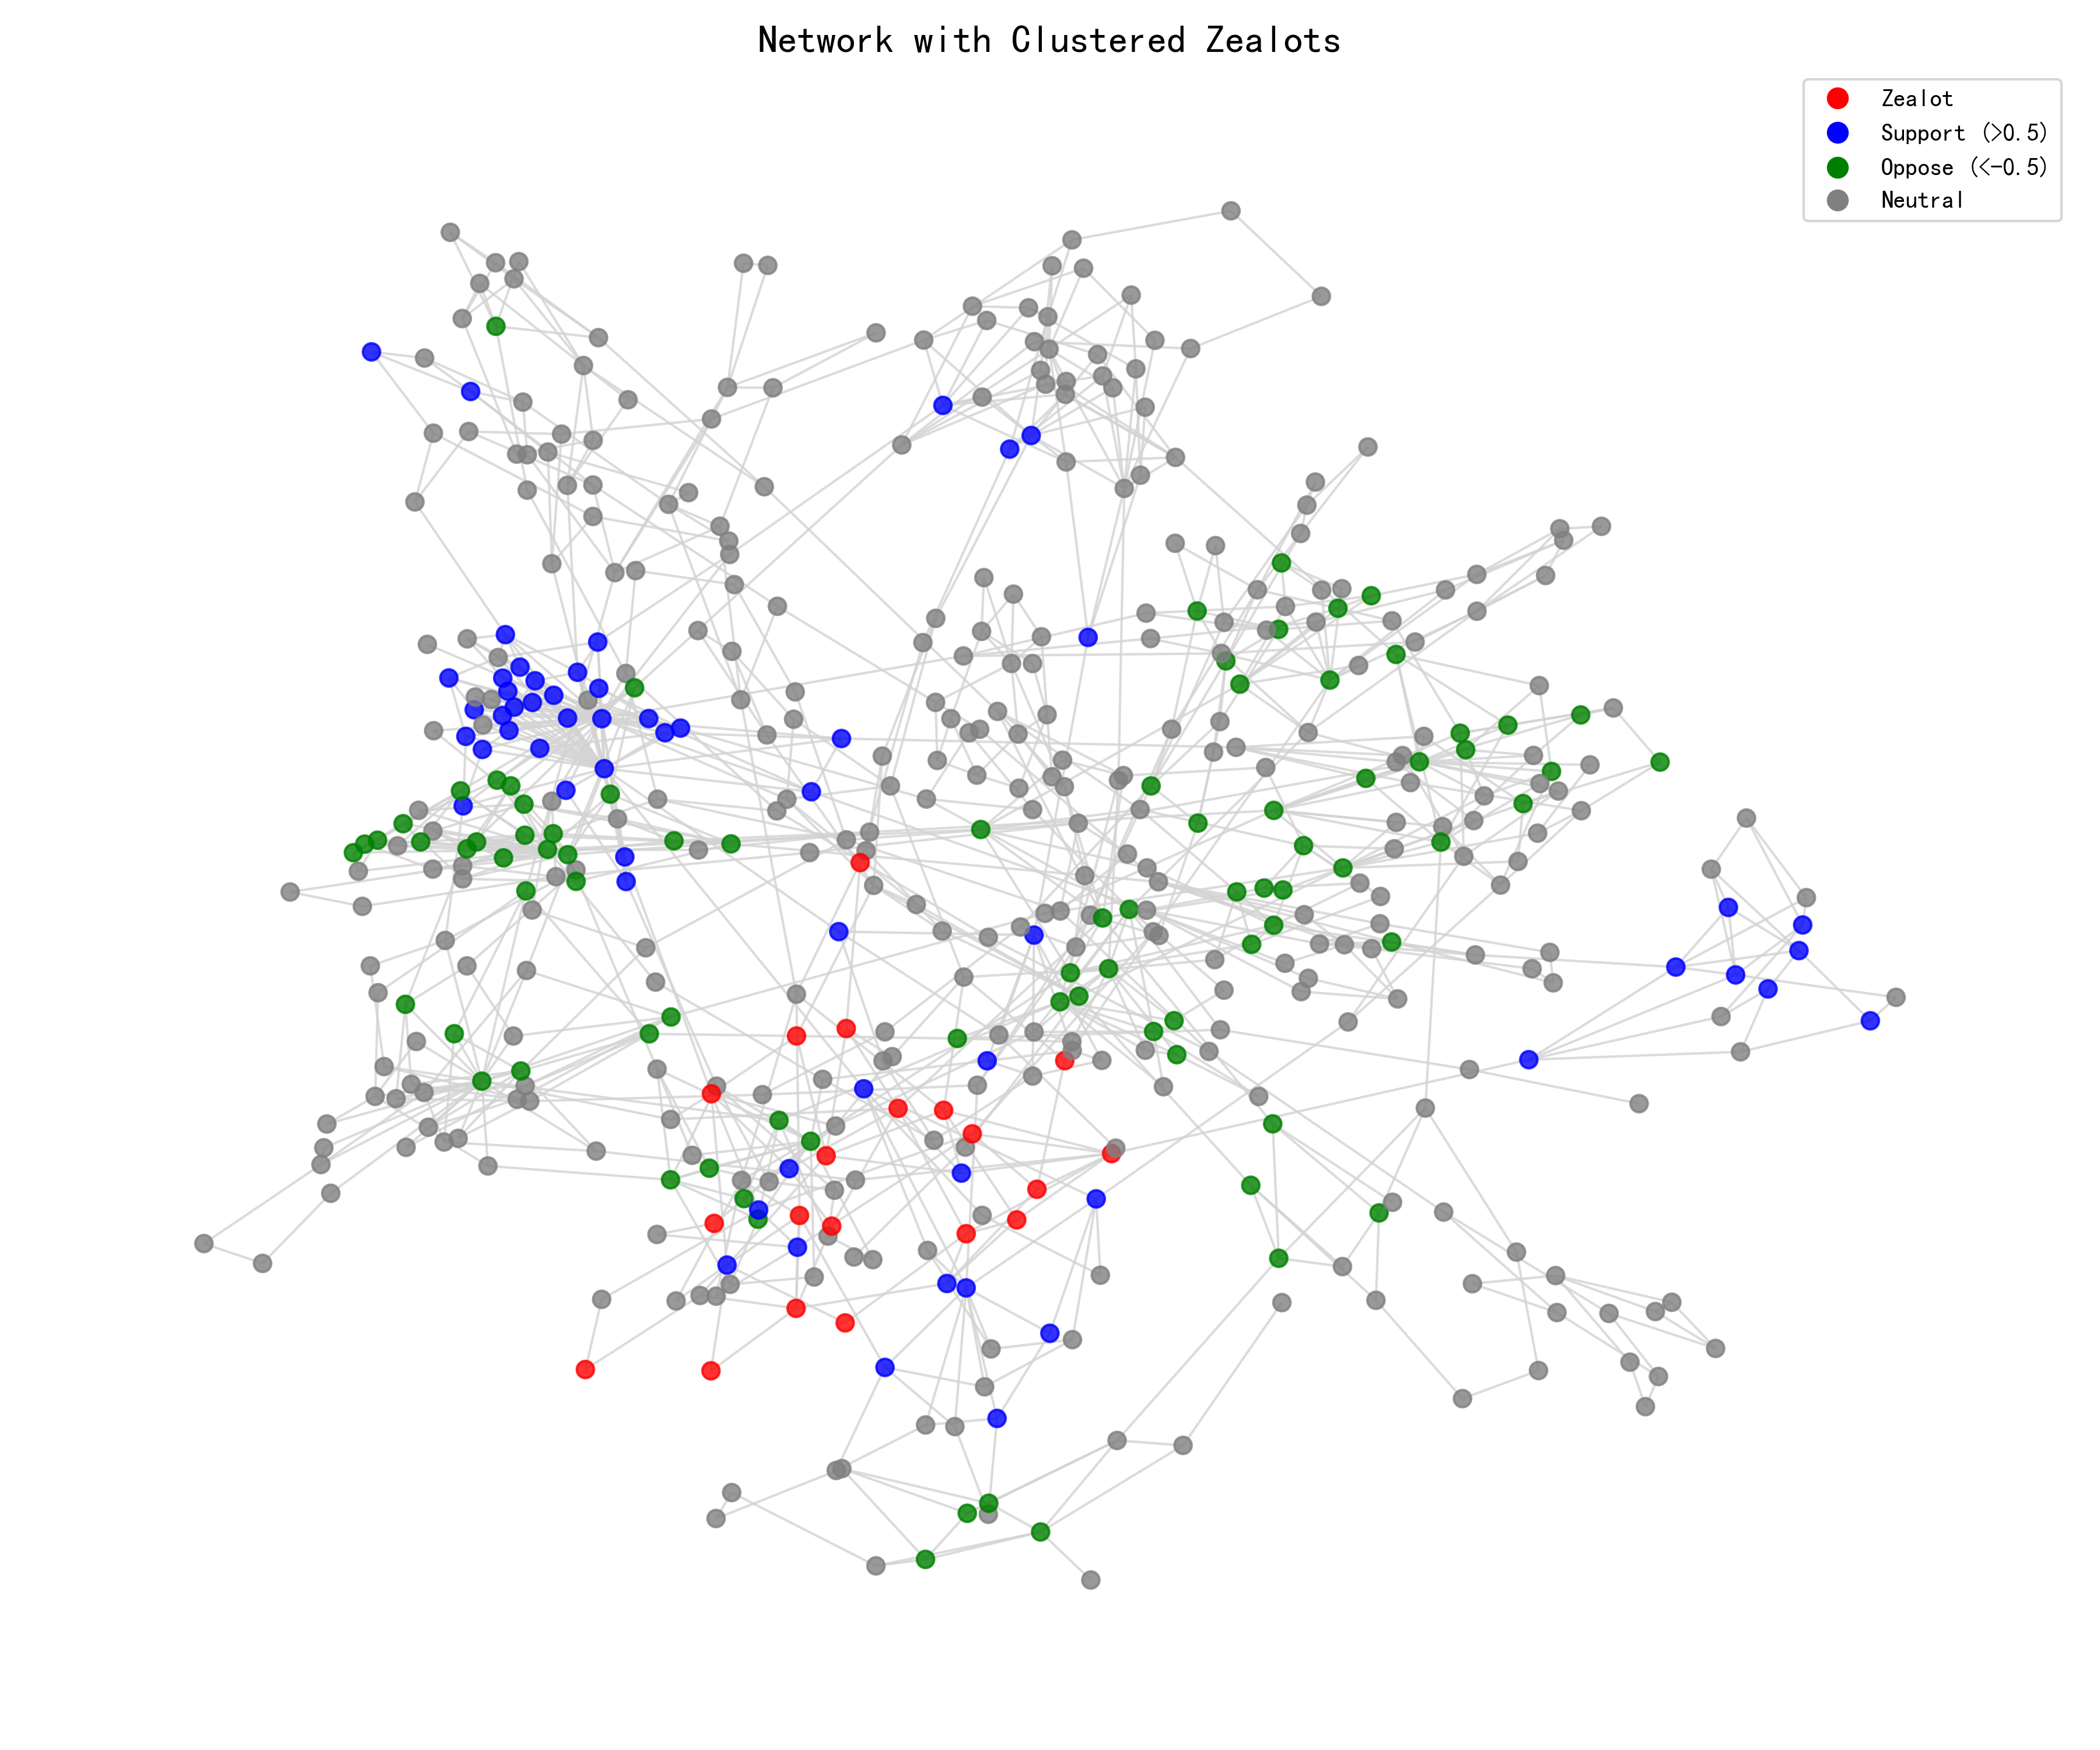 Network with Clustered Zealots
Zealot
Support (>0.5)
Oppose (<-0.5)
Neutral